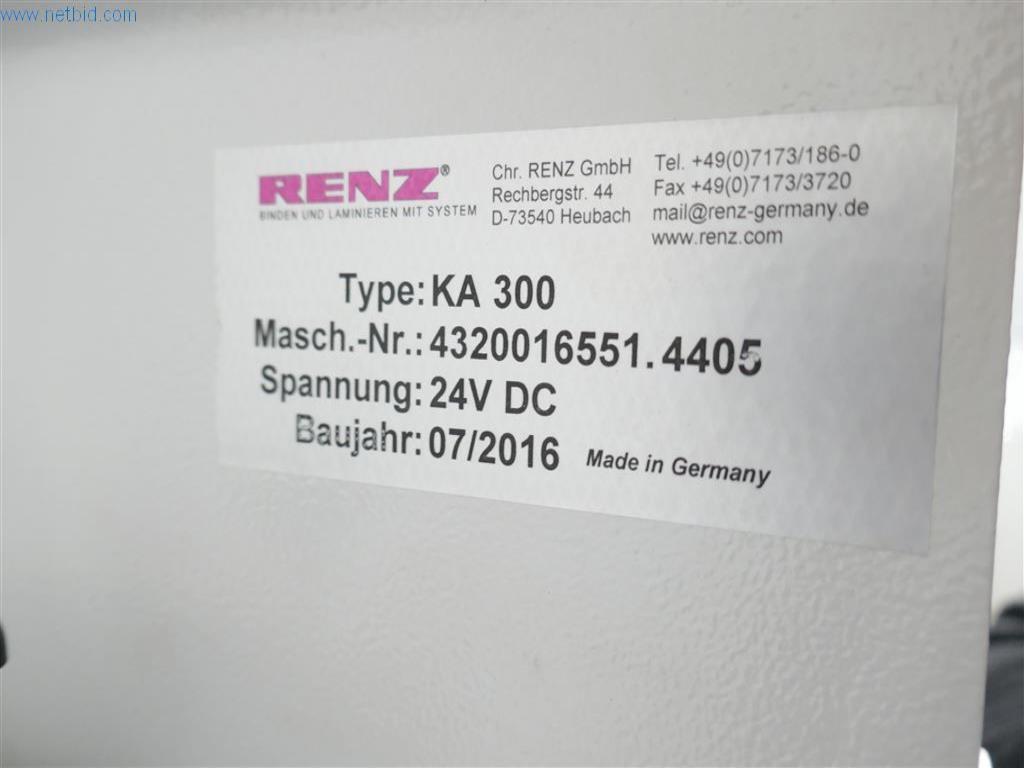 www.netbid.com
RENZ®
BINDEN UND LAMINIEREN MIT SYSTEM
Chr. RENZ GmbH
Rechbergstr. 44
D-73540 Heubach
Tel. +49(0)7173/186-0
Fax +49(0)7173/3720
mail@renz-germany.de
www.renz.com
Type: KA 300
Masch.-Nr.: 4320016551.4405
Spannung: 24V DC
Baujahr: 07/2016 Made in Germany